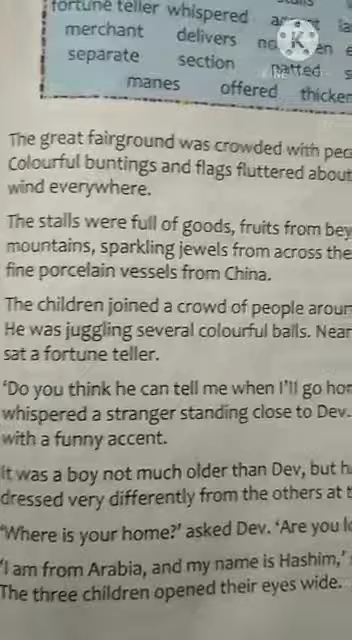 fortune teller whispered
merchant delivers
separate section patted
manes offered thicker
K
The great fairground was crowded with
Colourful buntings and flags fluttered about
wind everywhere.
The stalls were full of goods, fruits from
mountains, sparkling jewels from across the
fine porcelain vessels from China.
The children joined a crowd of people
He was juggling several colourful balls. Near
sat a fortune teller.
'Do you think he can tell me when I'll go
whispered a stranger standing close to Dev.
with a funny accent.
It was a boy not much older than Dev, but
dressed very differently from the others at
'Where is your home?' asked Dev. 'Are you
'I am from Arabia, and my name is Hashim,'
The three children opened their eyes wide.